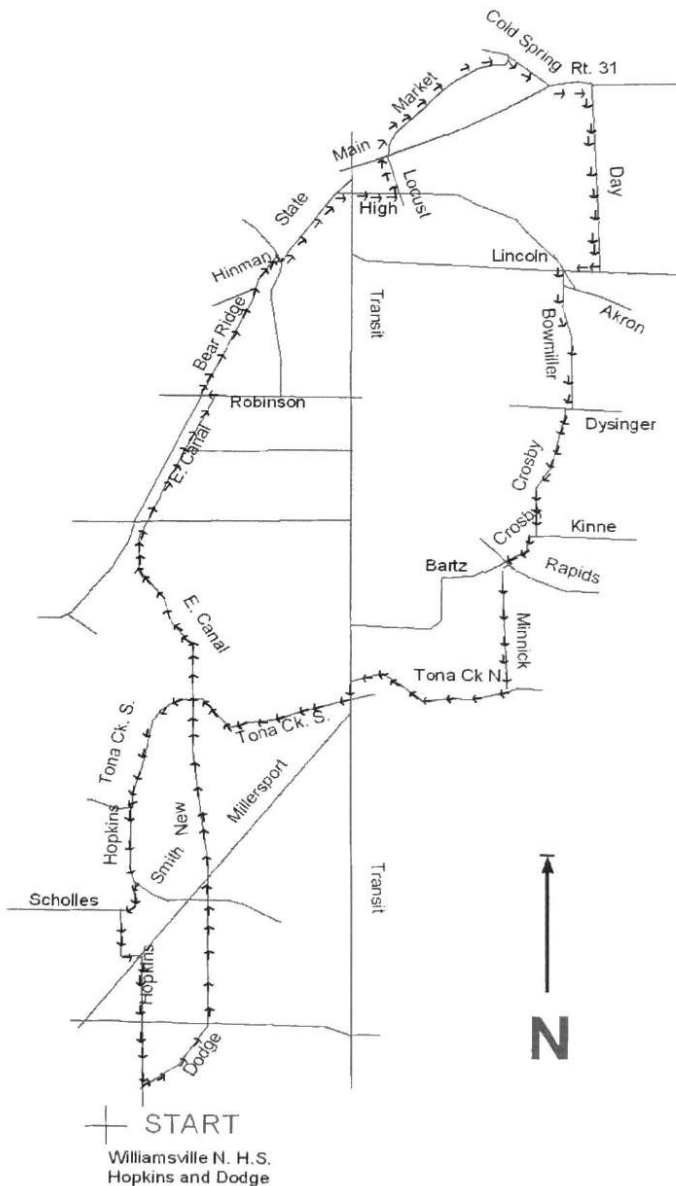 Cold Spring
Rt. 31
Market
Main
Locust
Day
State
High
Hinman
Lincoln
Transit
Akron
Bear Ridge
Bowmiller
Robinson
Dysinger
E. Canal
Crosby
Crosby
Kinne
Bartz
Rapids
E. Canal
Minnick
Tona Ck N.
Tona Ck. S.
Tona Ck. S.
Millersport
New
Hopkins
Smith
Transit
Scholles
Hopkins
Dodge
N
START
Williamsville N. H.S.
Hopkins and Dodge